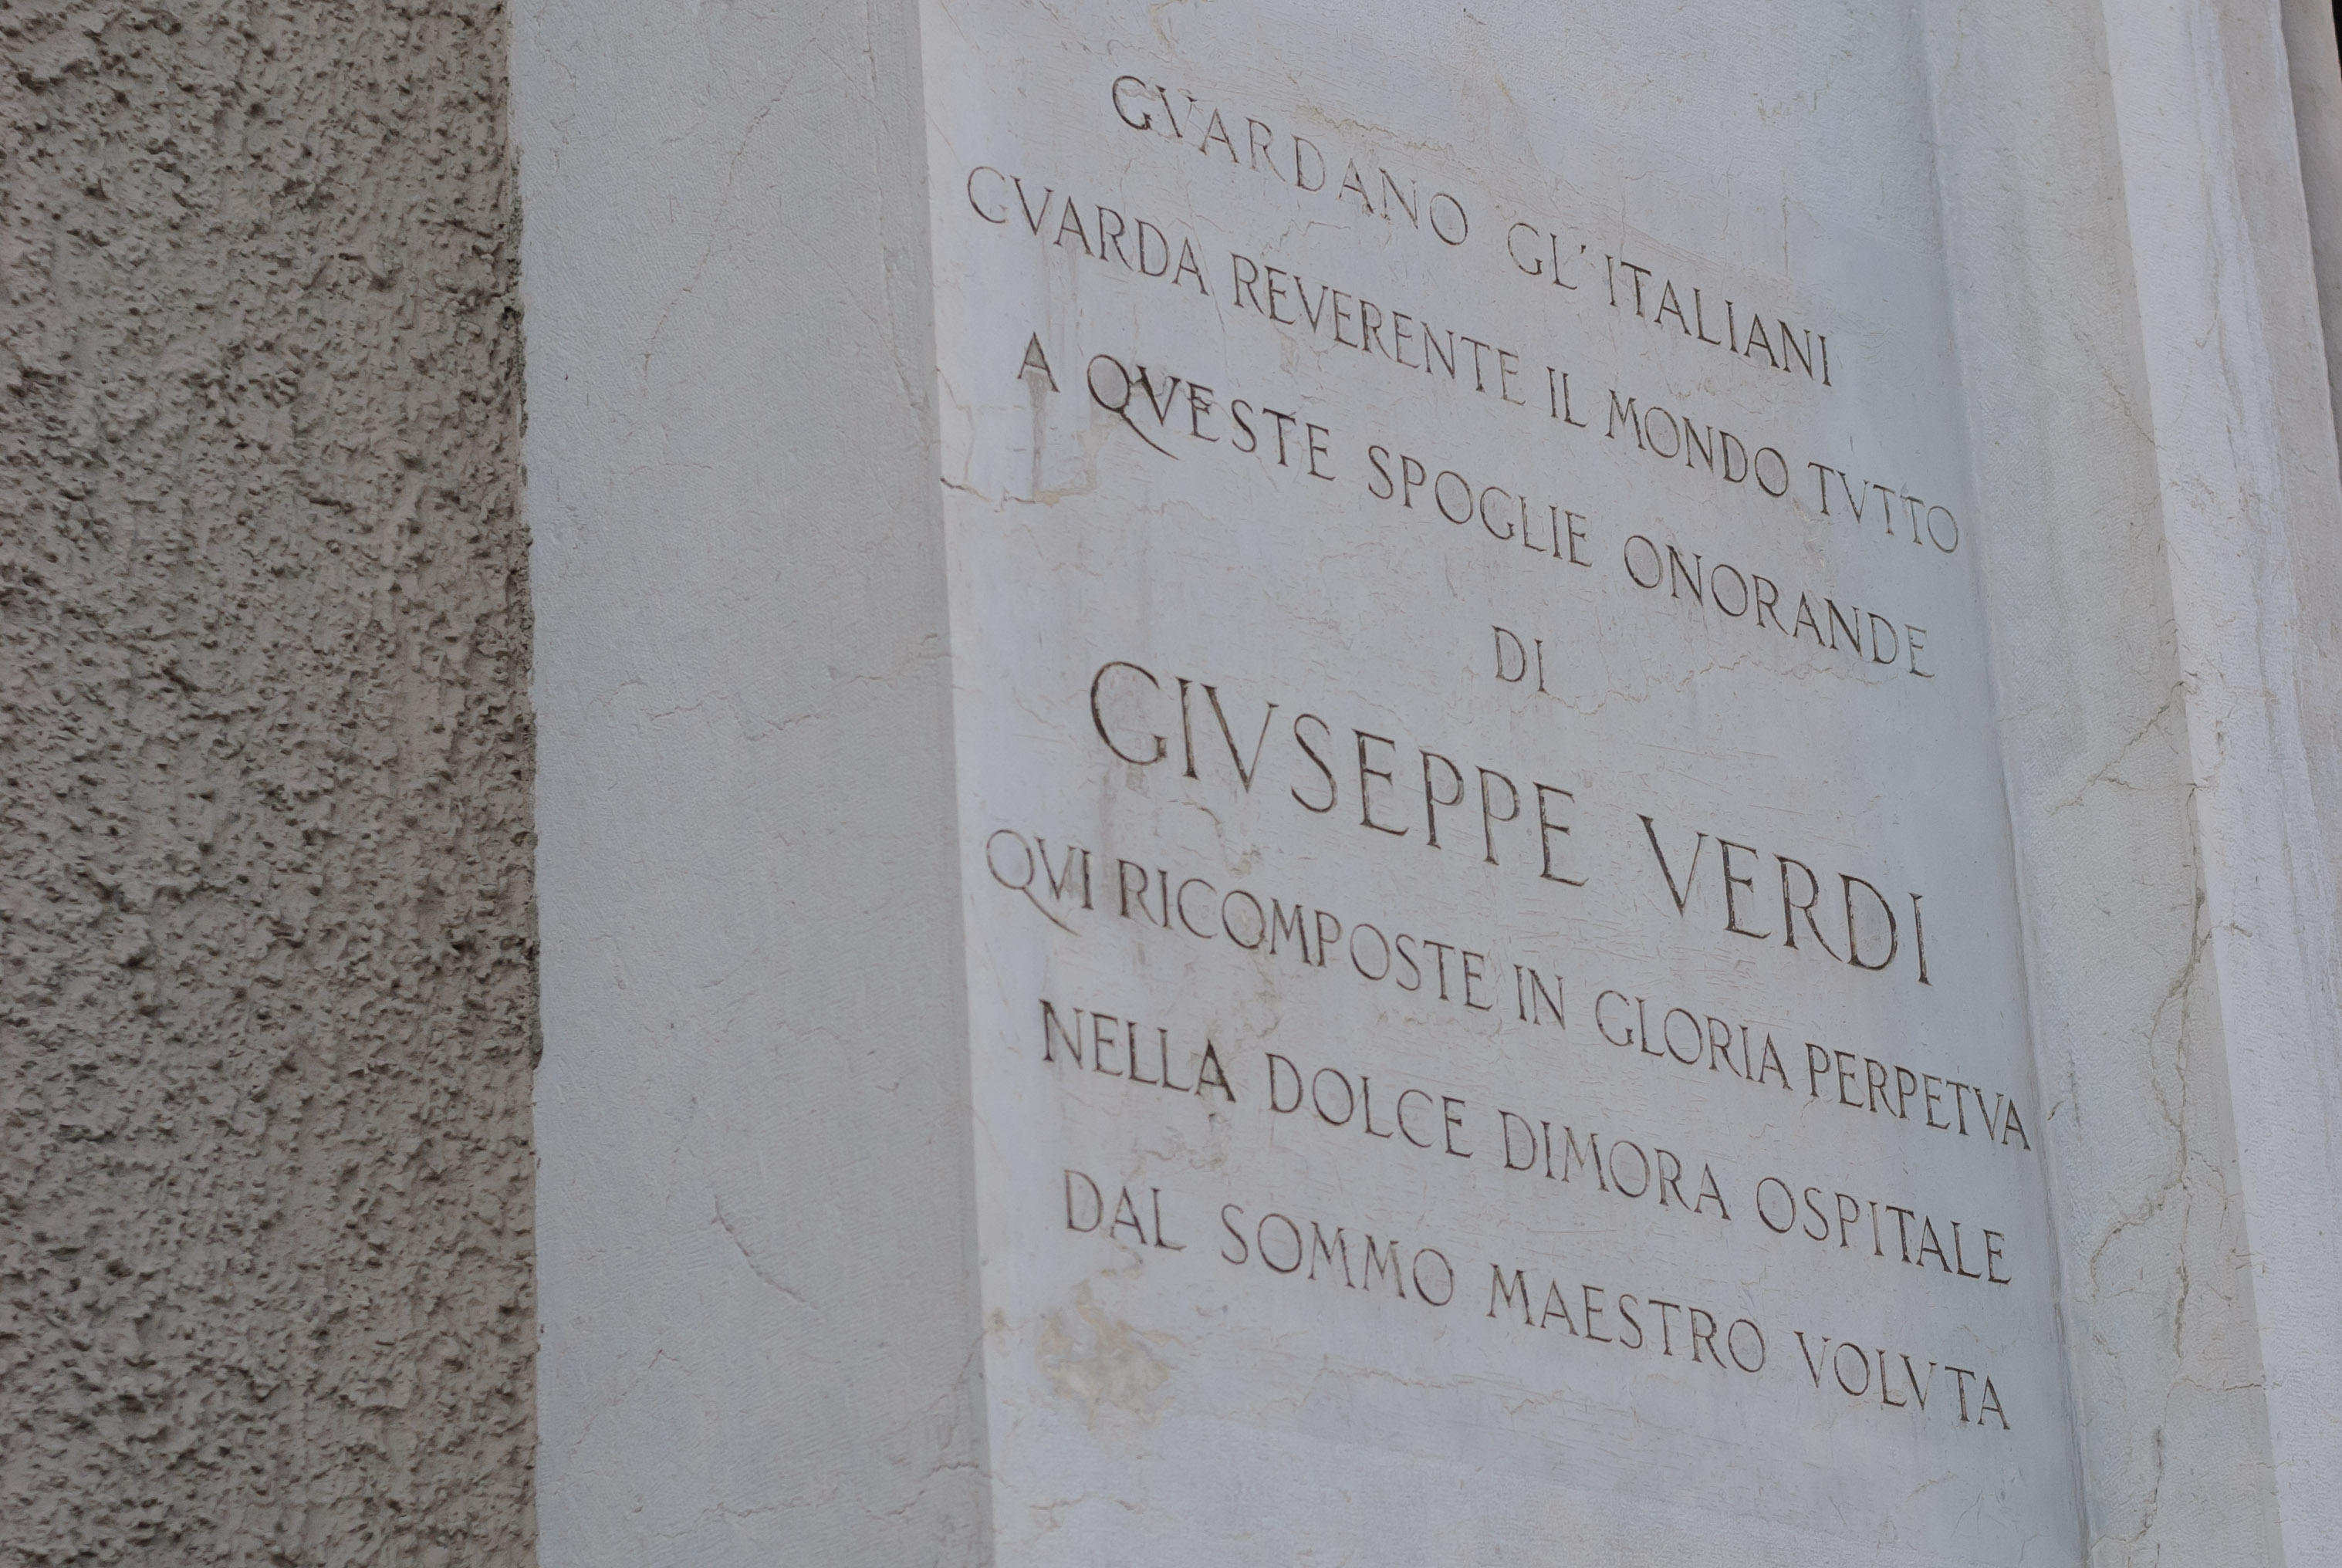 GVARDANO GL'ITALIANI
GVARDA REVERENTE IL MONDO TVTTO
A QVESTE SPOGLIE ONORANDE
DI
GIVSEPPE VERDI
QVI RICOMPOSTE IN GLORIA PERPETVA
NELLA DOLCE DIMORA OSPITALE
DAL SOMMO MAESTRO VOLVTA